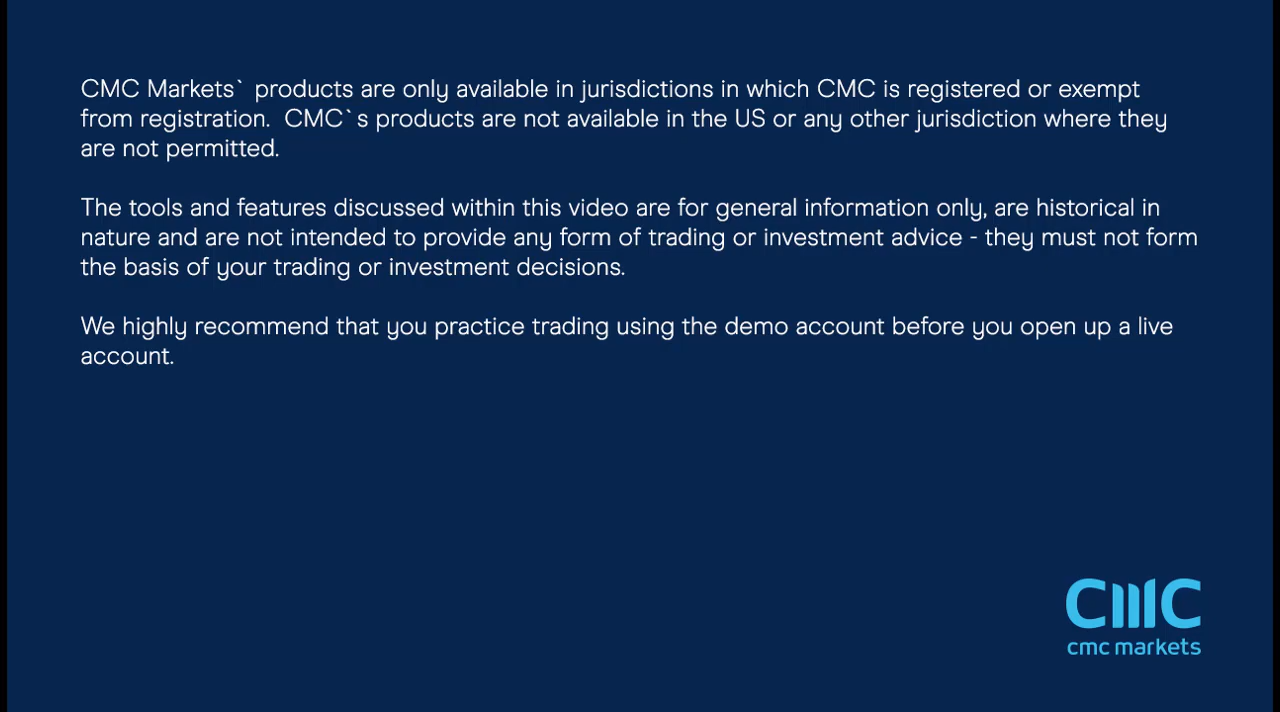 CMC Markets` products are only available in jurisdictions in which CMC is registered or exempt
from registration.  CMC`s products are not available in the US or any other jurisdiction where they
are not permitted.
The tools and features discussed within this video are for general information only, are historical in
nature and are not intended to provide any form of trading or investment advice - they must not form
the basis of your trading or investment decisions.
We highly recommend that you practice trading using the demo account before you open up a live
account.
CMC
cmc markets